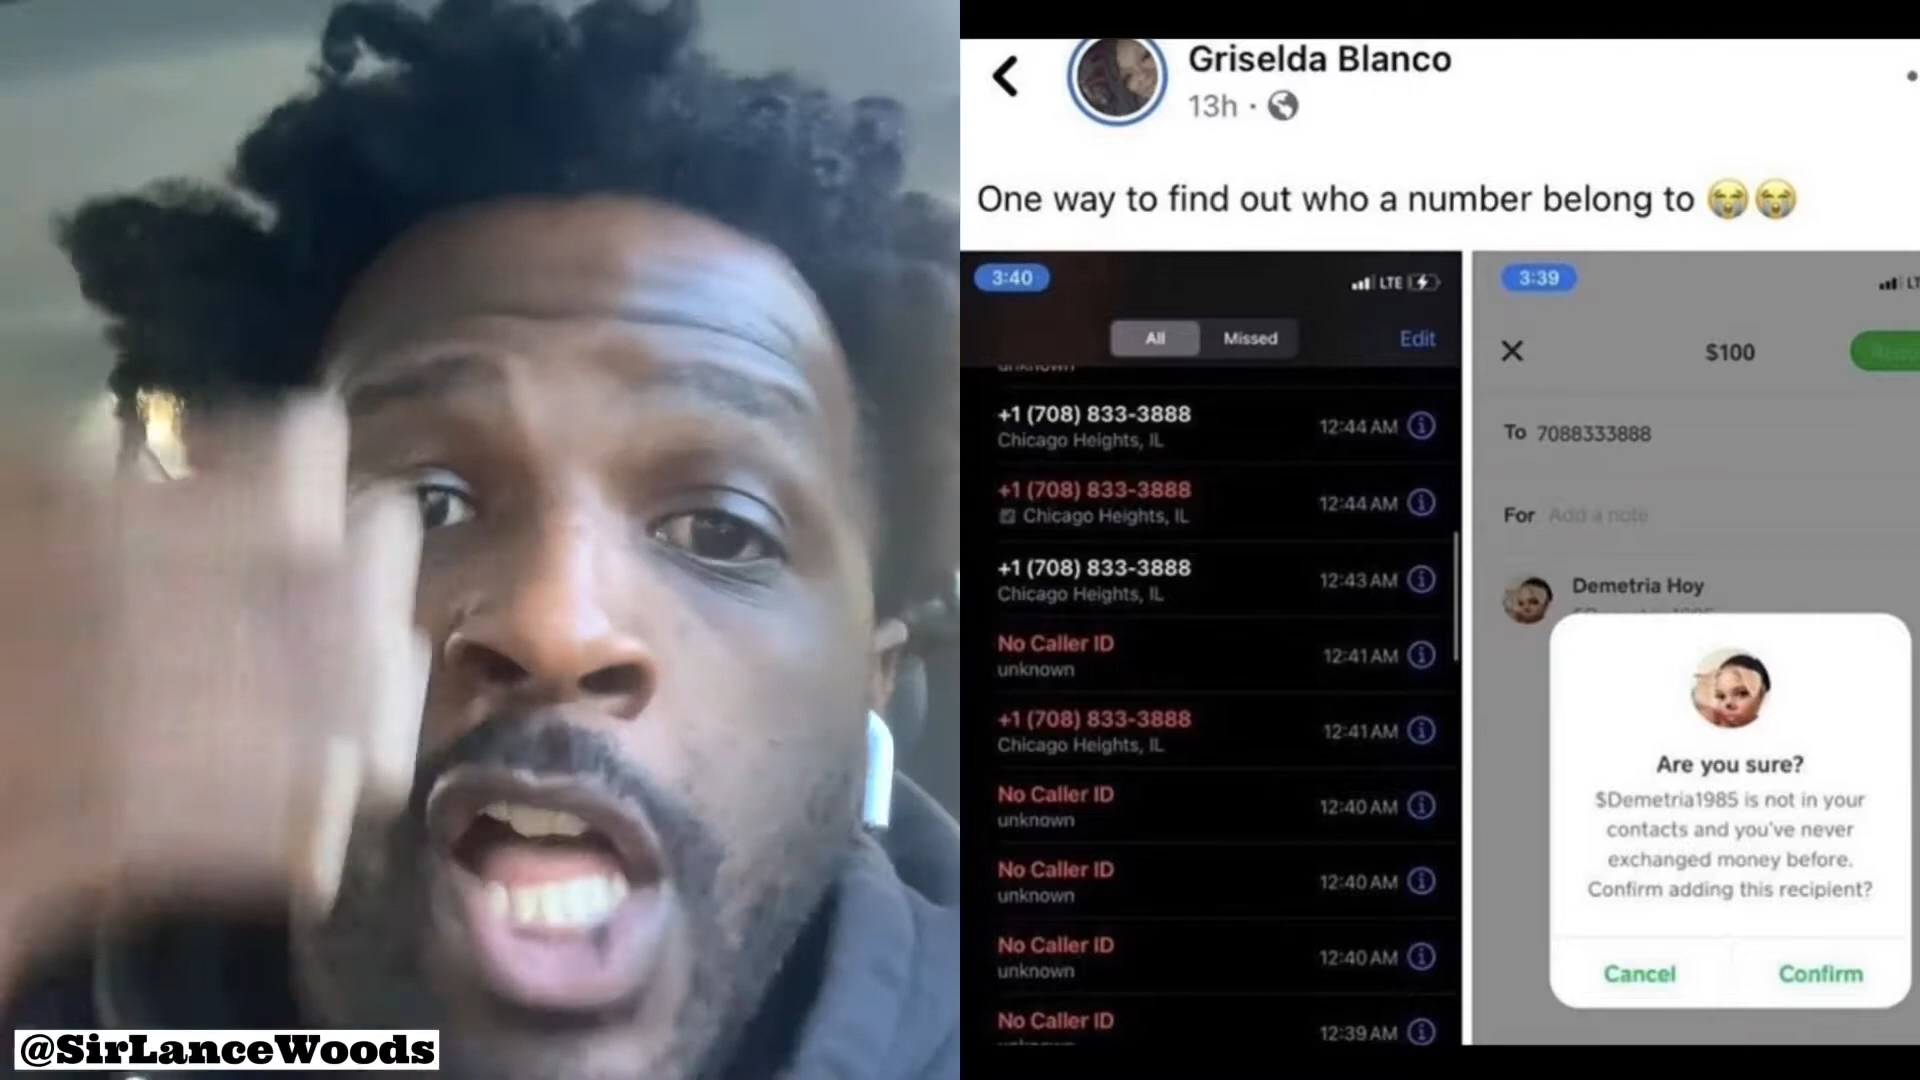 @SirLanceWoods
Griselda Blanco
13h ·
One way to find out who a number belong to 😭😭
3:40
LTE
All
Missed
Edit
unknown
+1 (708) 833-3888
12:44 AM
Chicago Heights, IL
+1 (708) 833-3888
12:44 AM
Chicago Heights, IL
+1 (708) 833-3888
12:43 AM
Chicago Heights, IL
No Caller ID
12:41 AM
unknown
+1 (708) 833-3888
12:41 AM
Chicago Heights, IL
No Caller ID
12:40 AM
unknown
No Caller ID
12:40 AM
unknown
No Caller ID
12:40 AM
unknown
No Caller ID
12:39 AM
3:39
$100
To 7088333888
For Add a note
Demetria Hoy
Are you sure?
$Demetria1985 is not in your
contacts and you've never
exchanged money before.
Confirm adding this recipient?
Cancel
Confirm